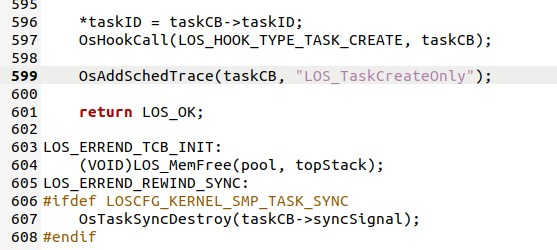 595
596 *taskID = taskCB->taskID;
597 OsHookCall(LOS_HOOK_TYPE_TASK_CREATE, taskCB);
598
599 OsAddSchedTrace(taskCB, "LOS_TaskCreateOnly");
600
601 return LOS_OK;
602
603 LOS_ERREND_TCB_INIT:
604 (VOID)LOS_MemFree(pool, topStack);
605 LOS_ERREND_REWIND_SYNC:
606 #ifdef LOSCFG_KERNEL_SMP_TASK_SYNC
607 OsTaskSyncDestroy(taskCB->syncSignal);
608 #endif